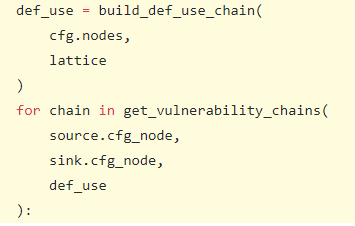 def_use = build_def_use_chain(
    cfg.nodes,
    lattice
)
for chain in get_vulnerability_chains(
    source.cfg_node,
    sink.cfg_node,
    def_use
):